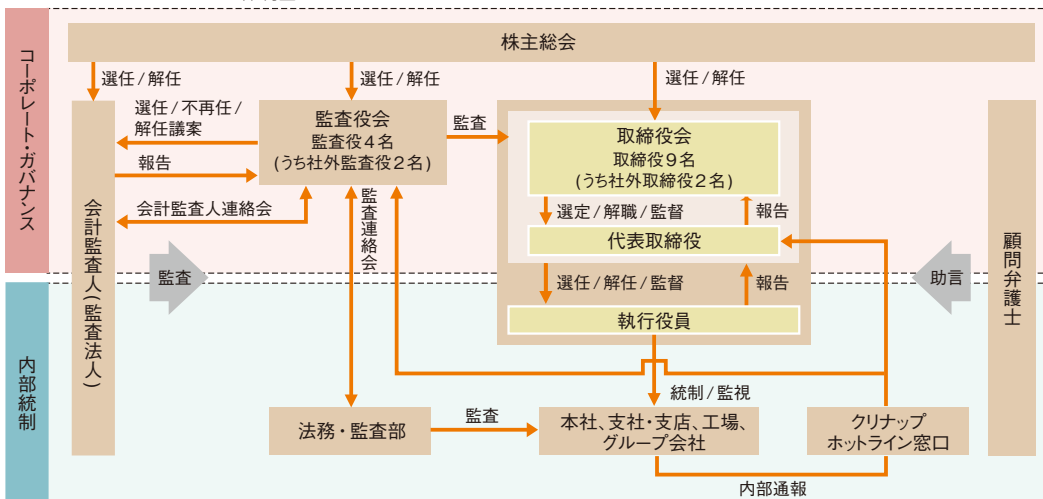 株主総会
コーポレート・ガバナンス
選任/解任
選任/解任
選任/解任
選任/不再任/
解任議案
報告
会計監査人連絡会
監査役会
監査役4名
(うち社外監査役2名)
監査
取締役会
取締役9名
(うち社外取締役2名)
選定/解職/監督
報告
代表取締役
選任/解任/監督
報告
執行役員
監査連絡会
会計監査人(監査法人)
監査
助言
顧問弁護士
内部統制
統制/監視
法務・監査部
監査
本社、支社・支店、工場、
グループ会社
クリナップ
ホットライン窓口
内部通報